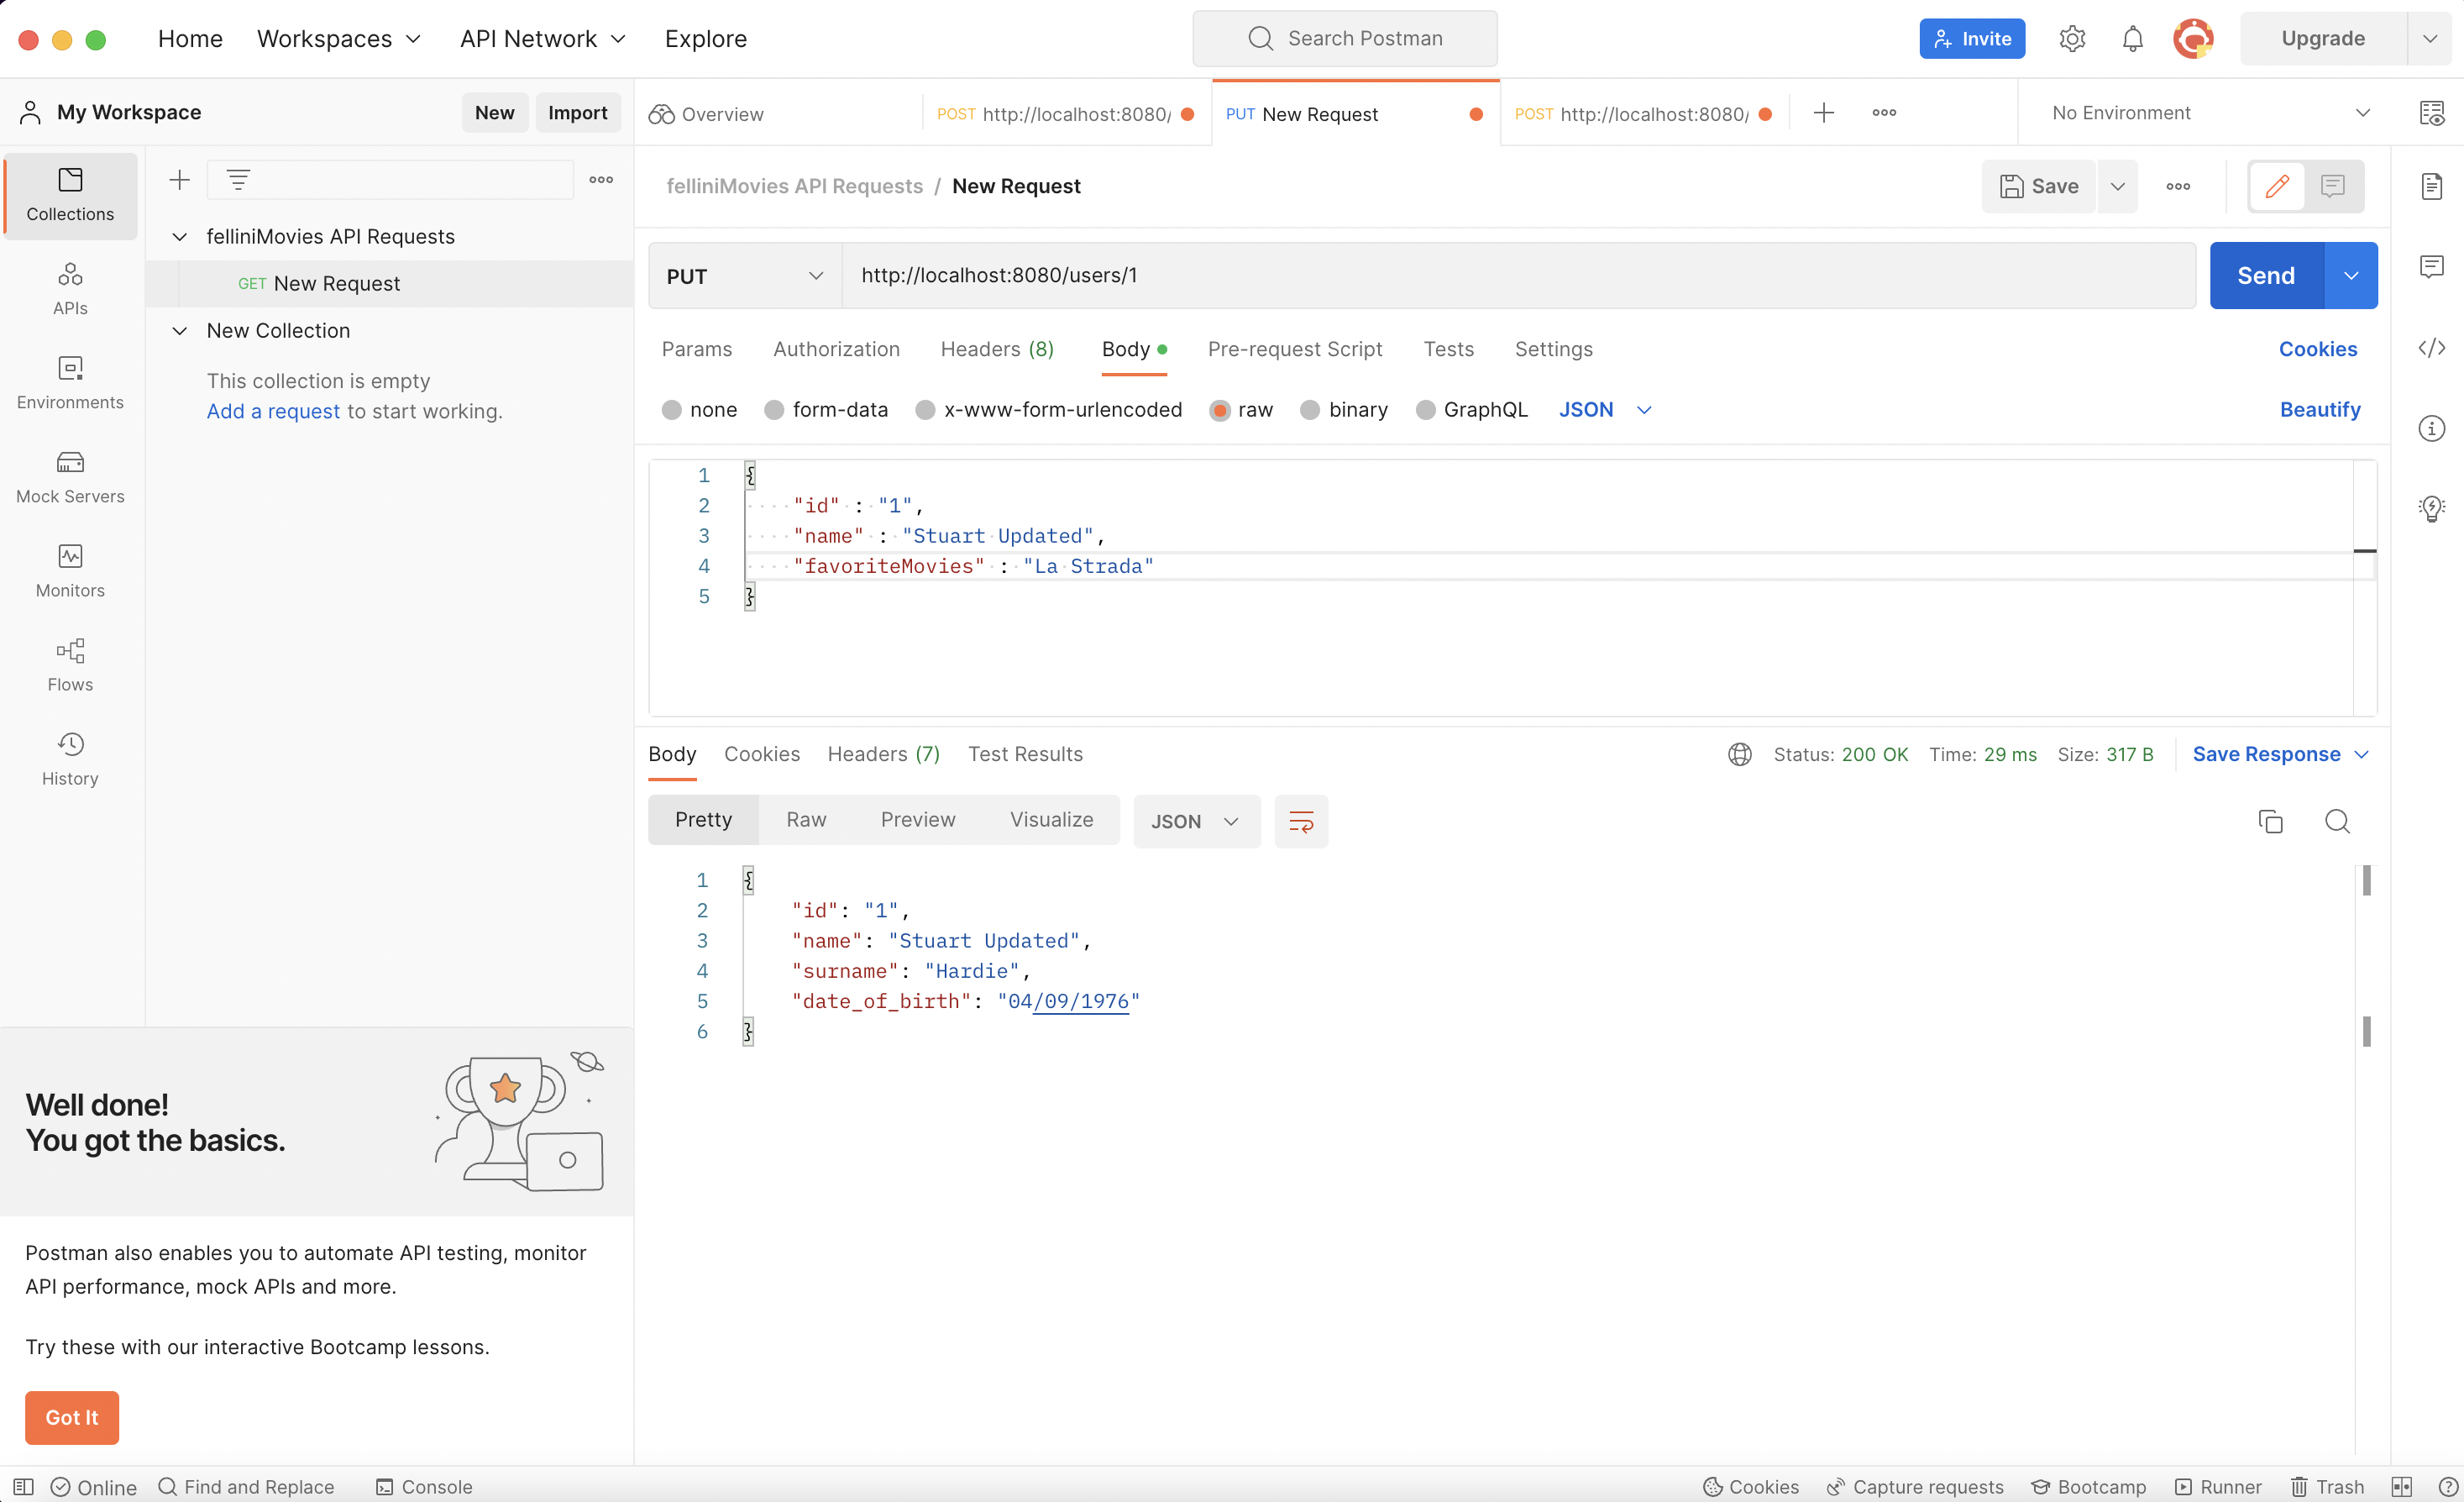 Home Workspaces API Network Explore
Search Postman
Invite Upgrade
My Workspace New Import
Overview POST http://localhost:8080/ PUT New Request POST http://localhost:8080/ No Environment
Collections
APIs
Environments
Mock Servers
Monitors
Flows
History
felliniMovies API Requests
GET New Request
New Collection
This collection is empty
Add a request to start working.
Well done!
You got the basics.
Postman also enables you to automate API testing, monitor
API performance, mock APIs and more.
Try these with our interactive Bootcamp lessons.
Got It
felliniMovies API Requests / New Request Save
PUT http://localhost:8080/users/1 Send
Params Authorization Headers (8) Body Pre-request Script Tests Settings Cookies
none form-data x-www-form-urlencoded raw binary GraphQL JSON Beautify
1 {
2 "id" : "1",
3 "name" : "Stuart Updated",
4 "favoriteMovies" : "La Strada"
5 }
Body Cookies Headers (7) Test Results Status: 200 OK Time: 29 ms Size: 317 B Save Response
Pretty Raw Preview Visualize JSON
1 {
2 "id": "1",
3 "name": "Stuart Updated",
4 "surname": "Hardie",
5 "date_of_birth": "04/09/1976"
6 }
Online Find and Replace Console Cookies Capture requests Bootcamp Runner Trash